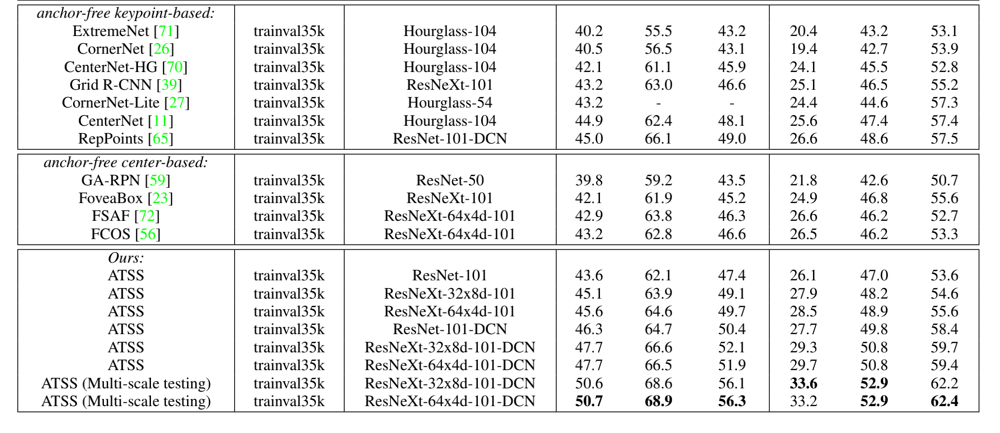 anchor-free keypoint-based:
ExtremeNet [71] trainval35k Hourglass-104 40.2 55.5 43.2 20.4 43.2 53.1
CornerNet [26] trainval35k Hourglass-104 40.5 56.5 43.1 19.4 42.7 53.9
CenterNet-HG [70] trainval35k Hourglass-104 42.1 61.1 45.9 24.1 45.5 52.8
Grid R-CNN [39] trainval35k ResNeXt-101 43.2 63.0 46.6 25.1 46.5 55.2
CornerNet-Lite [27] trainval35k Hourglass-54 43.2 - - 24.4 44.6 57.3
CenterNet [11] trainval35k Hourglass-104 44.9 62.4 48.1 25.6 47.4 57.4
RepPoints [65] trainval35k ResNet-101-DCN 45.0 66.1 49.0 26.6 48.6 57.5
anchor-free center-based:
GA-RPN [59] trainval35k ResNet-50 39.8 59.2 43.5 21.8 42.6 50.7
FoveaBox [23] trainval35k ResNeXt-101 42.1 61.9 45.2 24.9 46.8 55.6
FSAF [72] trainval35k ResNeXt-64x4d-101 42.9 63.8 46.3 26.6 46.2 52.7
FCOS [56] trainval35k ResNeXt-64x4d-101 43.2 62.8 46.6 26.5 46.2 53.3
Ours:
ATSS trainval35k ResNet-101 43.6 62.1 47.4 26.1 47.0 53.6
ATSS trainval35k ResNeXt-32x8d-101 45.1 63.9 49.1 27.9 48.2 54.6
ATSS trainval35k ResNeXt-64x4d-101 45.6 64.6 49.7 28.5 48.9 55.6
ATSS trainval35k ResNet-101-DCN 46.3 64.7 50.4 27.7 49.8 58.4
ATSS trainval35k ResNeXt-32x8d-101-DCN 47.7 66.6 52.1 29.3 50.8 59.7
ATSS trainval35k ResNeXt-64x4d-101-DCN 47.7 66.5 51.9 29.7 50.8 59.4
ATSS (Multi-scale testing) trainval35k ResNeXt-32x8d-101-DCN 50.6 68.6 56.1 33.6 52.9 62.2
ATSS (Multi-scale testing) trainval35k ResNeXt-64x4d-101-DCN 50.7 68.9 56.3 33.2 52.9 62.4